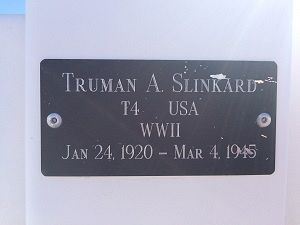 TRUMAN A. SLINKARD
T4 USA
WWII
JAN 24, 1920 – MAR 4, 1945